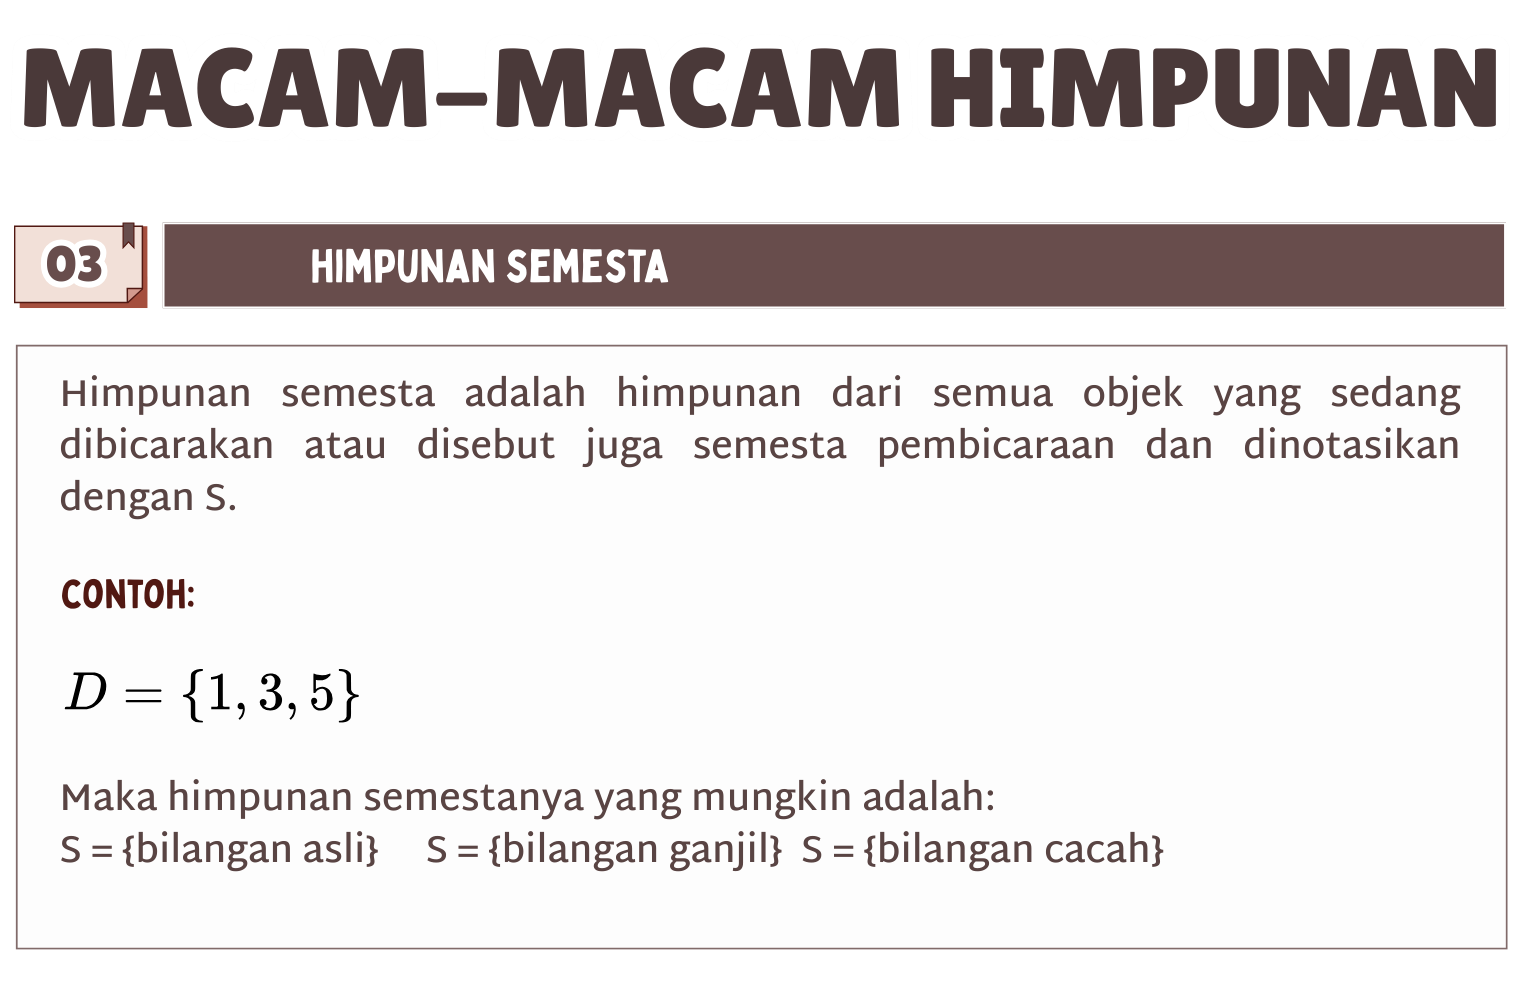 MACAM-MACAM HIMPUNAN
03
HIMPUNAN SEMESTA
Himpunan semesta adalah himpunan dari semua objek yang sedang
dibicarakan atau disebut juga semesta pembicaraan dan dinotasikan
dengan S.
CONTOH:
D = {1, 3, 5}
Maka himpunan semestanya yang mungkin adalah:
S = {bilangan asli} S = {bilangan ganjil} S = {bilangan cacah}